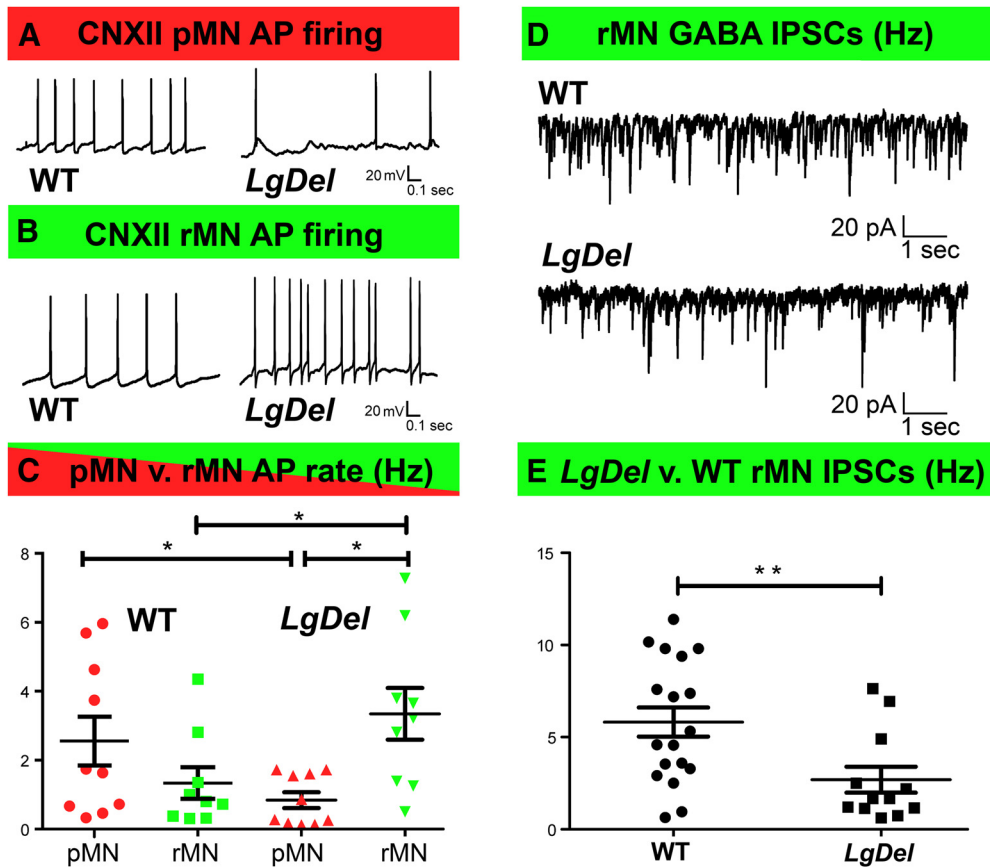 A CNXII pMN AP firing
WT
LgDel
20 mV
0.1 sec
B CNXII rMN AP firing
WT
LgDel
20 mV
0.1 sec
C pMN v. rMN AP rate (Hz)
*
*
*
8
6
4
2
0
WT
LgDel
pMN
rMN
pMN
rMN
D rMN GABA IPSCs (Hz)
WT
20 pA
1 sec
LgDel
20 pA
1 sec
E LgDel v. WT rMN IPSCs (Hz)
**
15
10
5
0
WT
LgDel